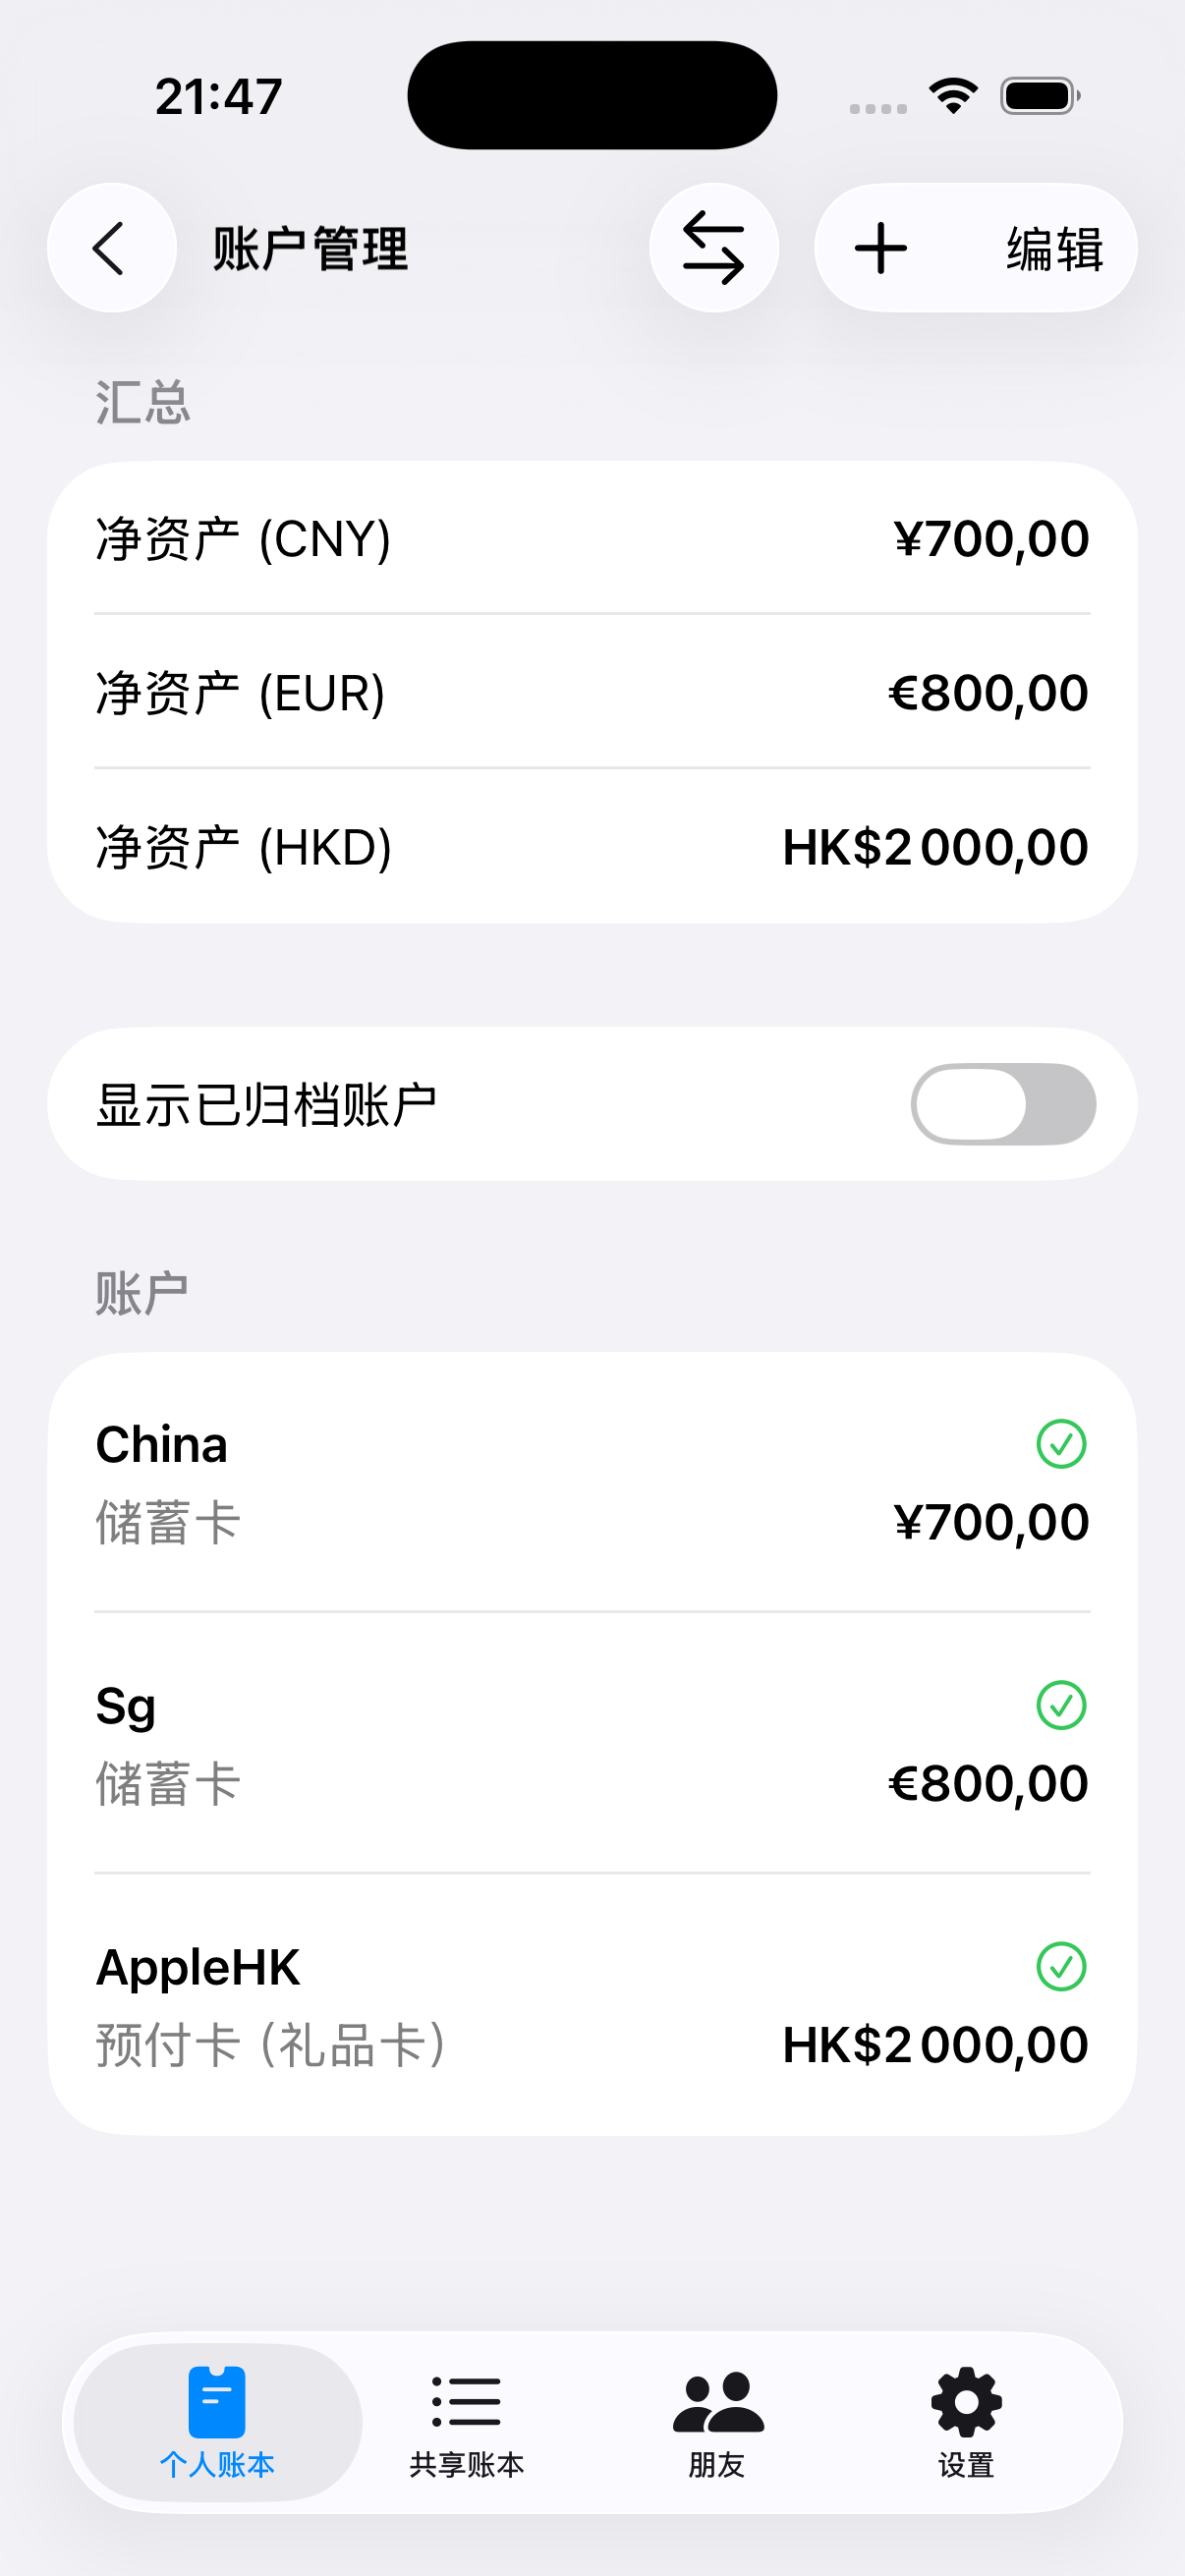 21:47
账户管理
编辑
汇总
净资产 (CNY) ¥700,00
净资产 (EUR) €800,00
净资产 (HKD) HK$2 000,00
显示已归档账户
账户
China
储蓄卡 ¥700,00
Sg
储蓄卡 €800,00
AppleHK
预付卡 (礼品卡) HK$2 000,00
个人账本 共享账本 朋友 设置